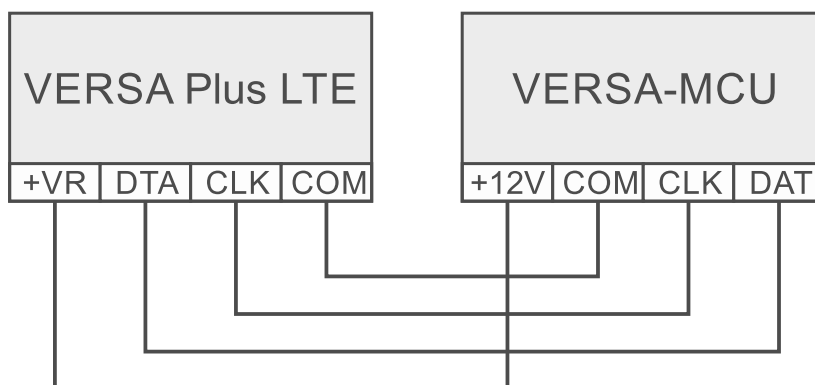 VERSA Plus LTE
+VR DTA CLK COM
VERSA-MCU
+12V COM CLK DAT